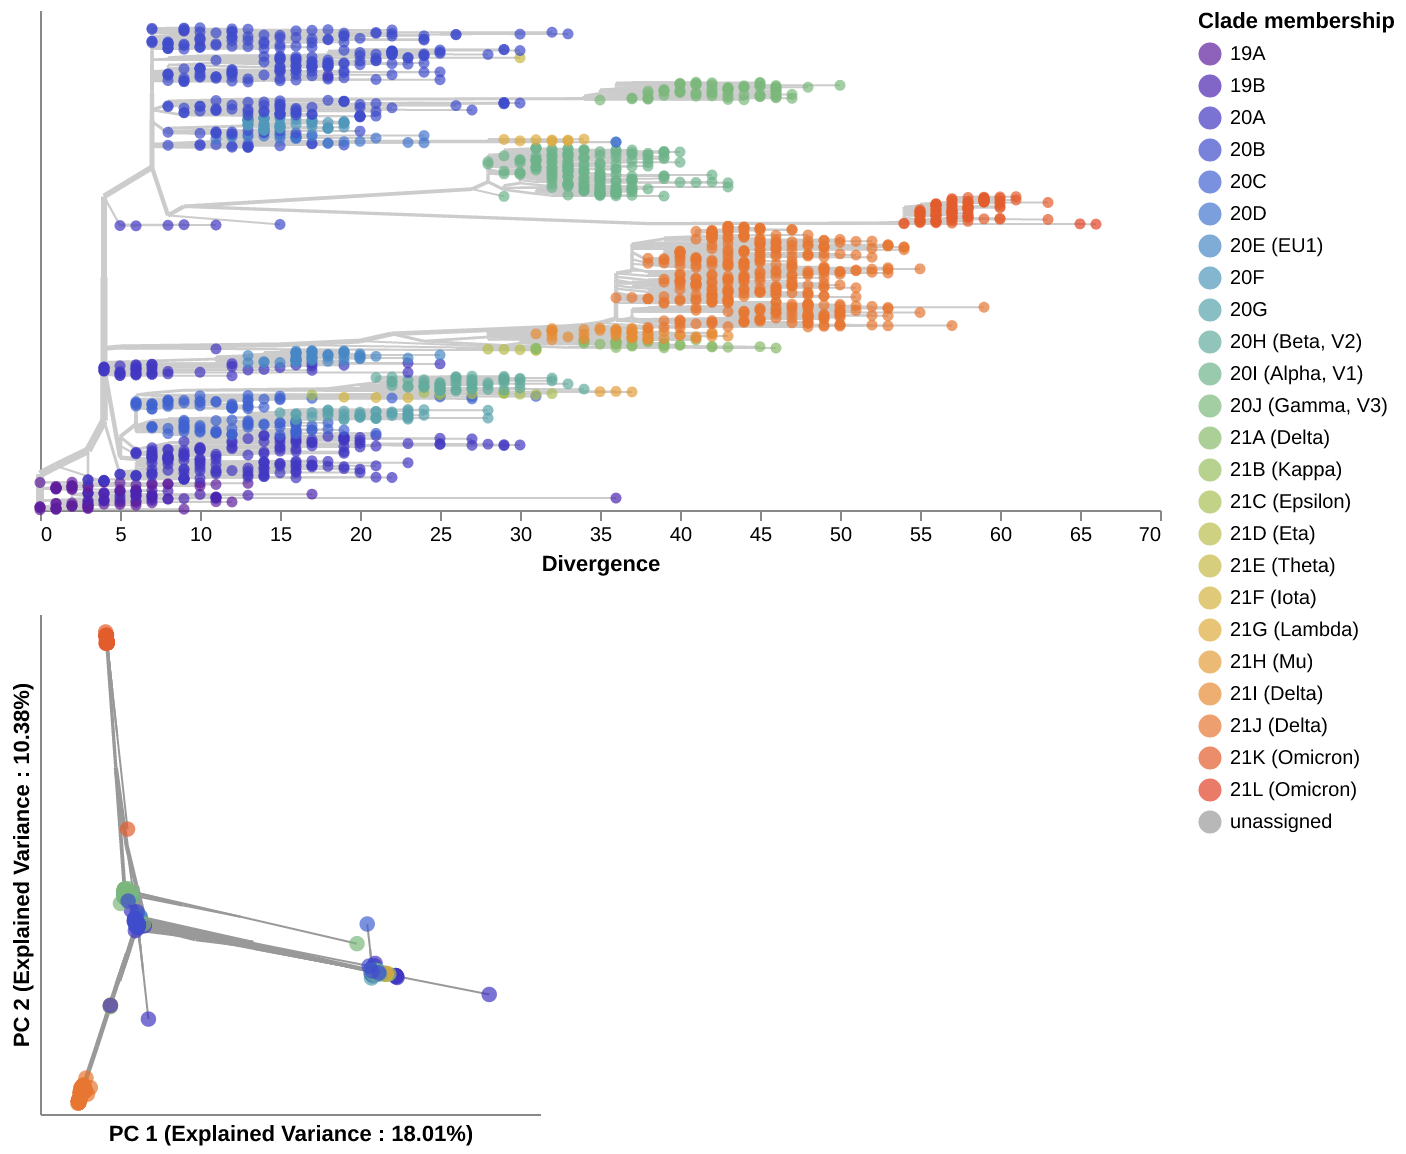 Clade membership
19A
19B
20A
20B
20C
20D
20E (EU1)
20F
20G
20H (Beta, V2)
20I (Alpha, V1)
20J (Gamma, V3)
21A (Delta)
21B (Kappa)
21C (Epsilon)
21D (Eta)
21E (Theta)
21F (Iota)
21G (Lambda)
21H (Mu)
21I (Delta)
21J (Delta)
21K (Omicron)
21L (Omicron)
unassigned
0 5 10 15 20 25 30 35 40 45 50 55 60 65 70
Divergence
PC 2 (Explained Variance : 10.38%)
PC 1 (Explained Variance : 18.01%)